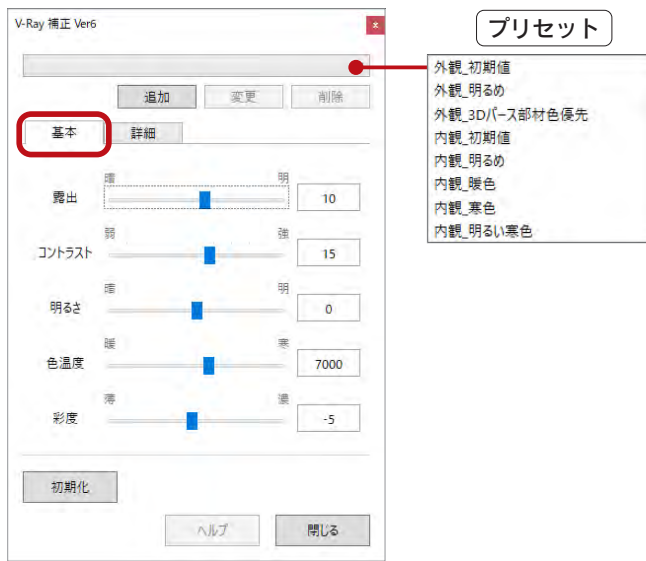 V-Ray 補正 Ver6
x
プリセット
外観_初期値
外観_明るめ
外観_3Dパース部材色優先
内観_初期値
内観_明るめ
内観_暖色
内観_寒色
内観_明るい寒色
追加 変更 削除
基本 詳細
暗 明
露出 10
弱 強
コントラスト 15
暗 明
明るさ 0
暖 寒
色温度 7000
薄 濃
彩度 -5
初期化
ヘルプ 閉じる